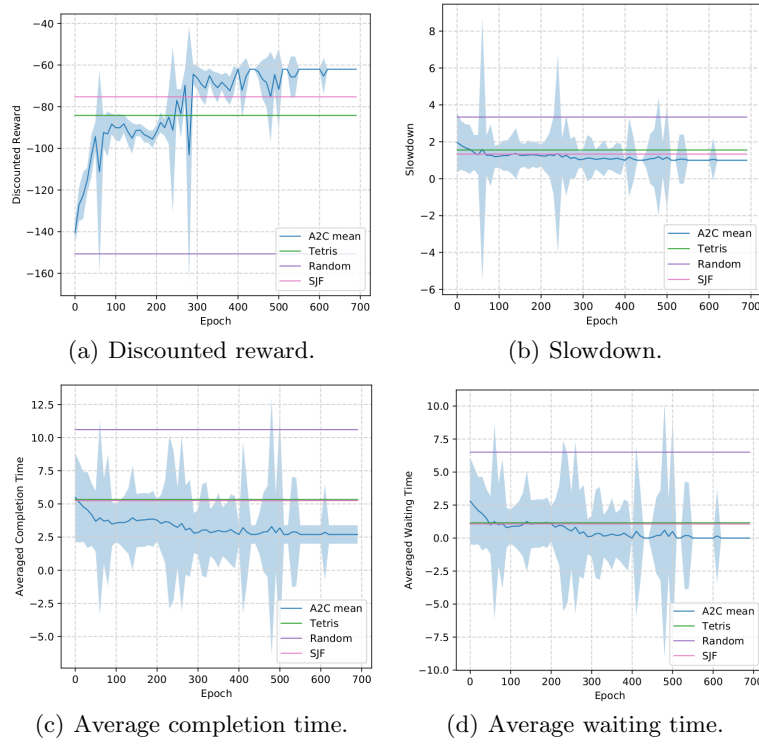 −40
−60
−80
−100
−120
−140
−160
Discounted Reward
0 100 200 300 400 500 600 700
Epoch
A2C mean
Tetris
Random
SJF
(a) Discounted reward.
8
6
4
2
0
−2
−4
−6
Slowdown
0 100 200 300 400 500 600 700
Epoch
A2C mean
Tetris
Random
SJF
(b) Slowdown.
12.5
10.0
7.5
5.0
2.5
0.0
−2.5
−5.0
Averaged Completion Time
0 100 200 300 400 500 600 700
Epoch
A2C mean
Tetris
Random
SJF
(c) Average completion time.
10.0
7.5
5.0
2.5
0.0
−2.5
−5.0
−7.5
−10.0
Averaged Waiting Time
0 100 200 300 400 500 600 700
Epoch
A2C mean
Tetris
Random
SJF
(d) Average waiting time.